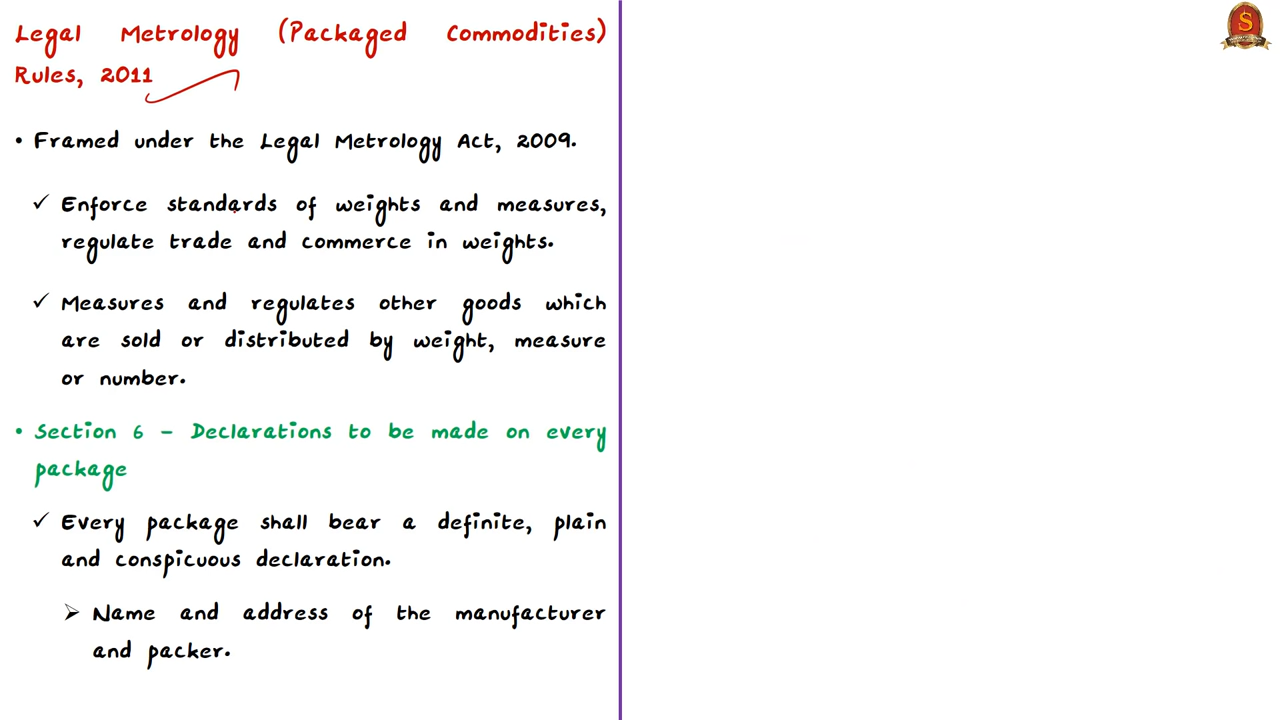 Legal Metrology (Packaged Commodities)
Rules, 2011
• Framed under the Legal Metrology Act, 2009.
✓ Enforce standards of weights and measures,
regulate trade and commerce in weights.
✓ Measures and regulates other goods which
are sold or distributed by weight, measure
or number.
• Section 6 – Declarations to be made on every
package
✓ Every package shall bear a definite, plain
and conspicuous declaration.
➢ Name and address of the manufacturer
and packer.
S